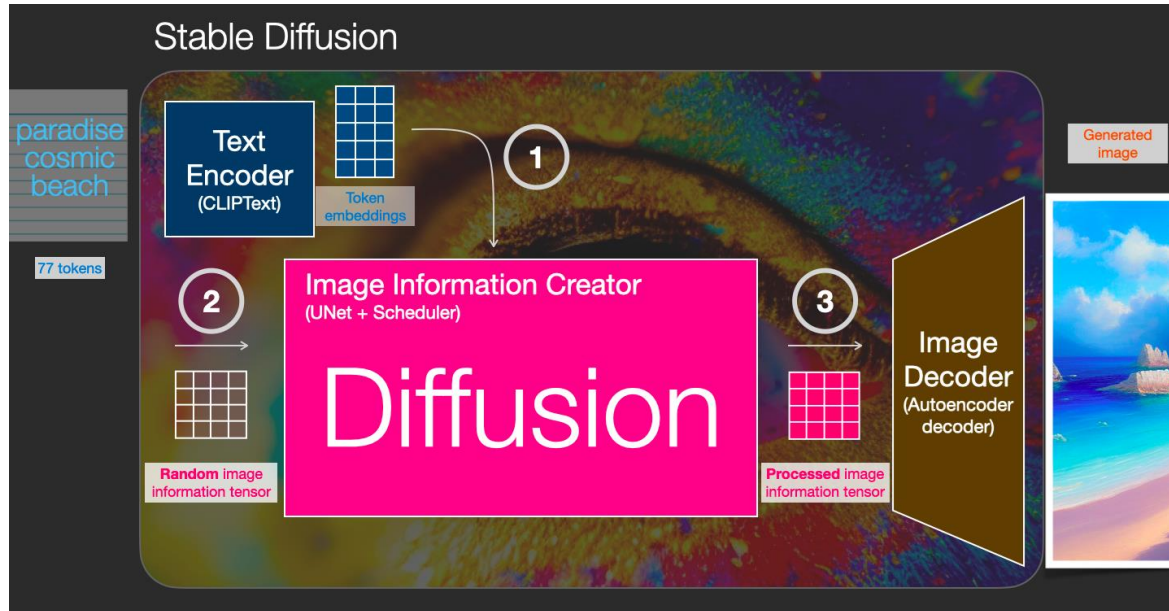 Stable Diffusion
paradise
cosmic
beach
77 tokens
Text
Encoder
(CLIPText)
Token
embeddings
1
2
Random image
information tensor
Image Information Creator
(UNet + Scheduler)
Diffusion
3
Processed image
information tensor
Image
Decoder
(Autoencoder
decoder)
Generated
image